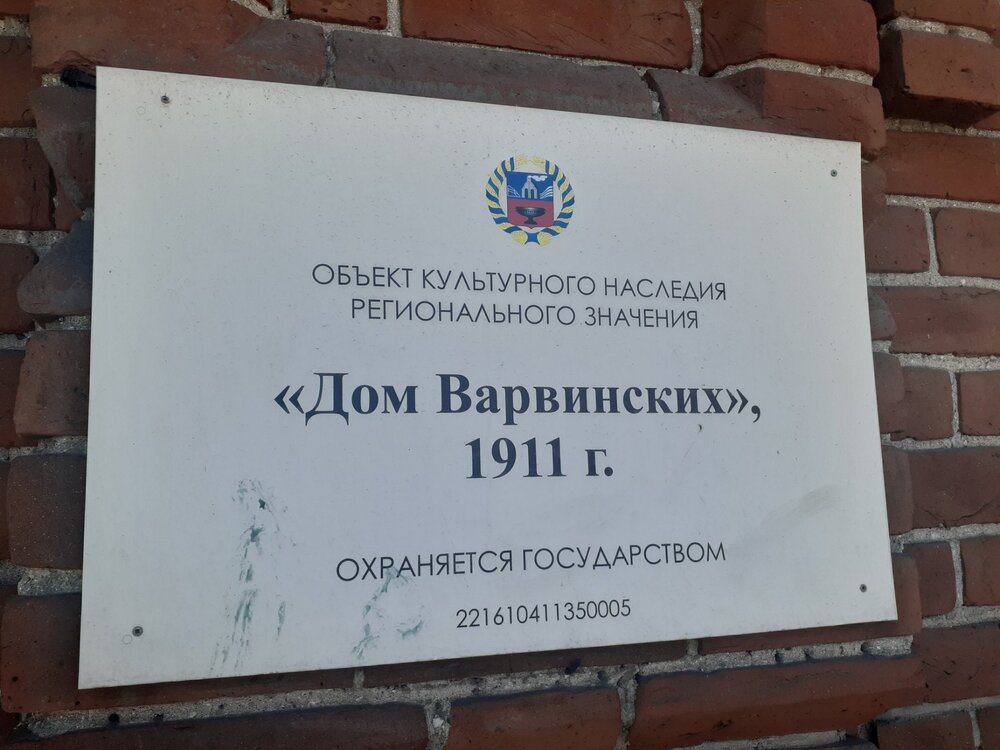 ОБЪЕКТ КУЛЬТУРНОГО НАСЛЕДИЯ
РЕГИОНАЛЬНОГО ЗНАЧЕНИЯ
«Дом Варвинских»,
1911 г.
ОХРАНЯЕТСЯ ГОСУДАРСТВОМ
221610411350005